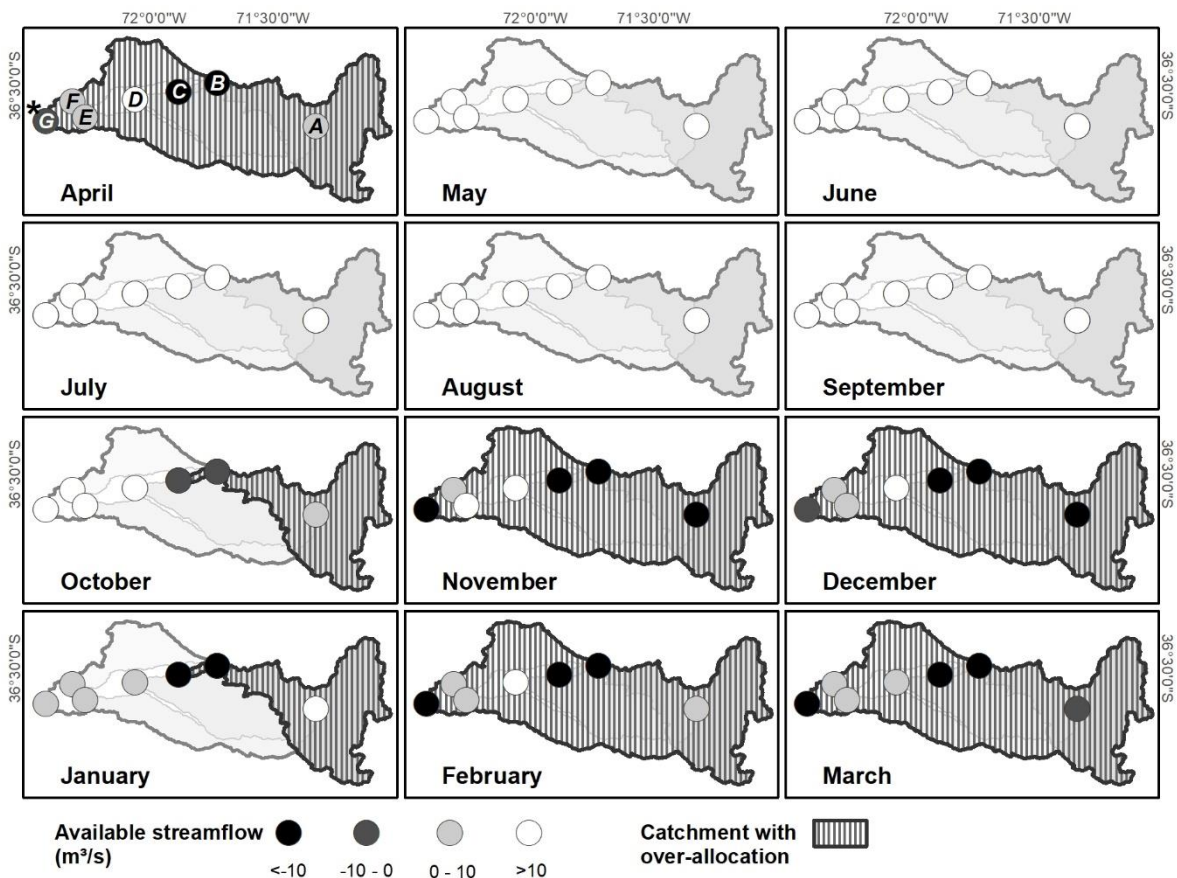 72°0'0"W 71°30'0"W 72°0'0"W 71°30'0"W 72°0'0"W 71°30'0"W
36°30'0"S
36°30'0"S
* G F E D C B A
April May June
36°30'0"S
36°30'0"S
July August September
36°30'0"S
36°30'0"S
October November December
36°30'0"S
36°30'0"S
January February March
Available streamflow
(m³/s)
<-10 -10 - 0 0 - 10 >10
Catchment with
over-allocation